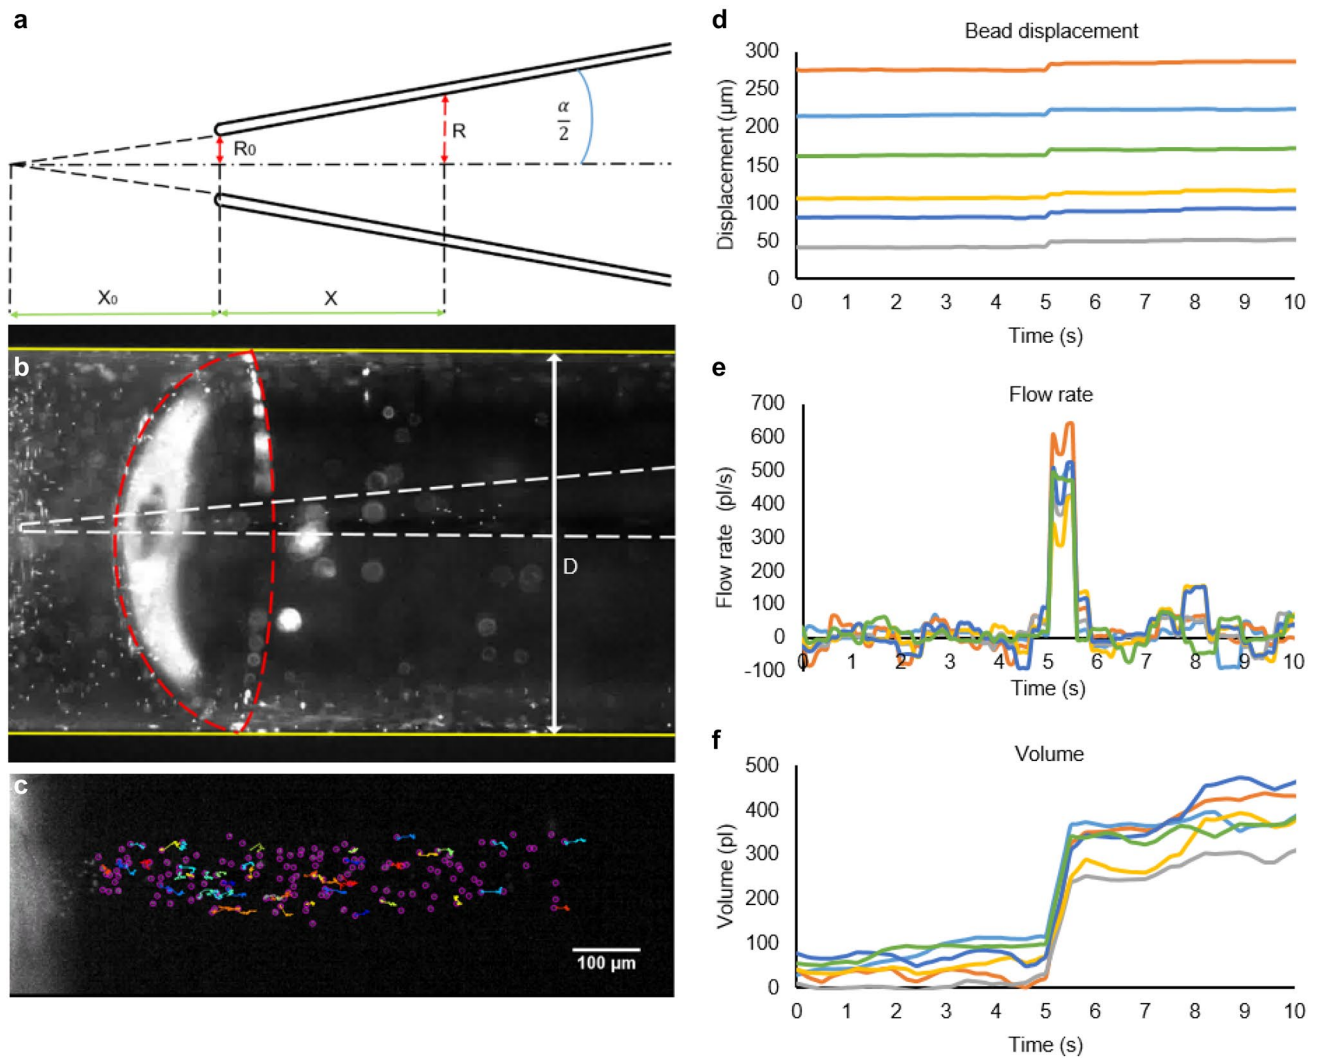 a
R₀
R
α
2
X₀
X
b
D
c
100 µm
d
Bead displacement
Displacement (µm)
300
250
200
150
100
50
0
0 1 2 3 4 5 6 7 8 9 10
Time (s)
e
Flow rate
Flow rate (pl/s)
700
600
500
400
300
200
100
0
-100
0 1 2 3 4 5 6 7 8 9 10
Time (s)
f
Volume
Volume (pl)
500
400
300
200
100
0
0 1 2 3 4 5 6 7 8 9 10
Time (s)